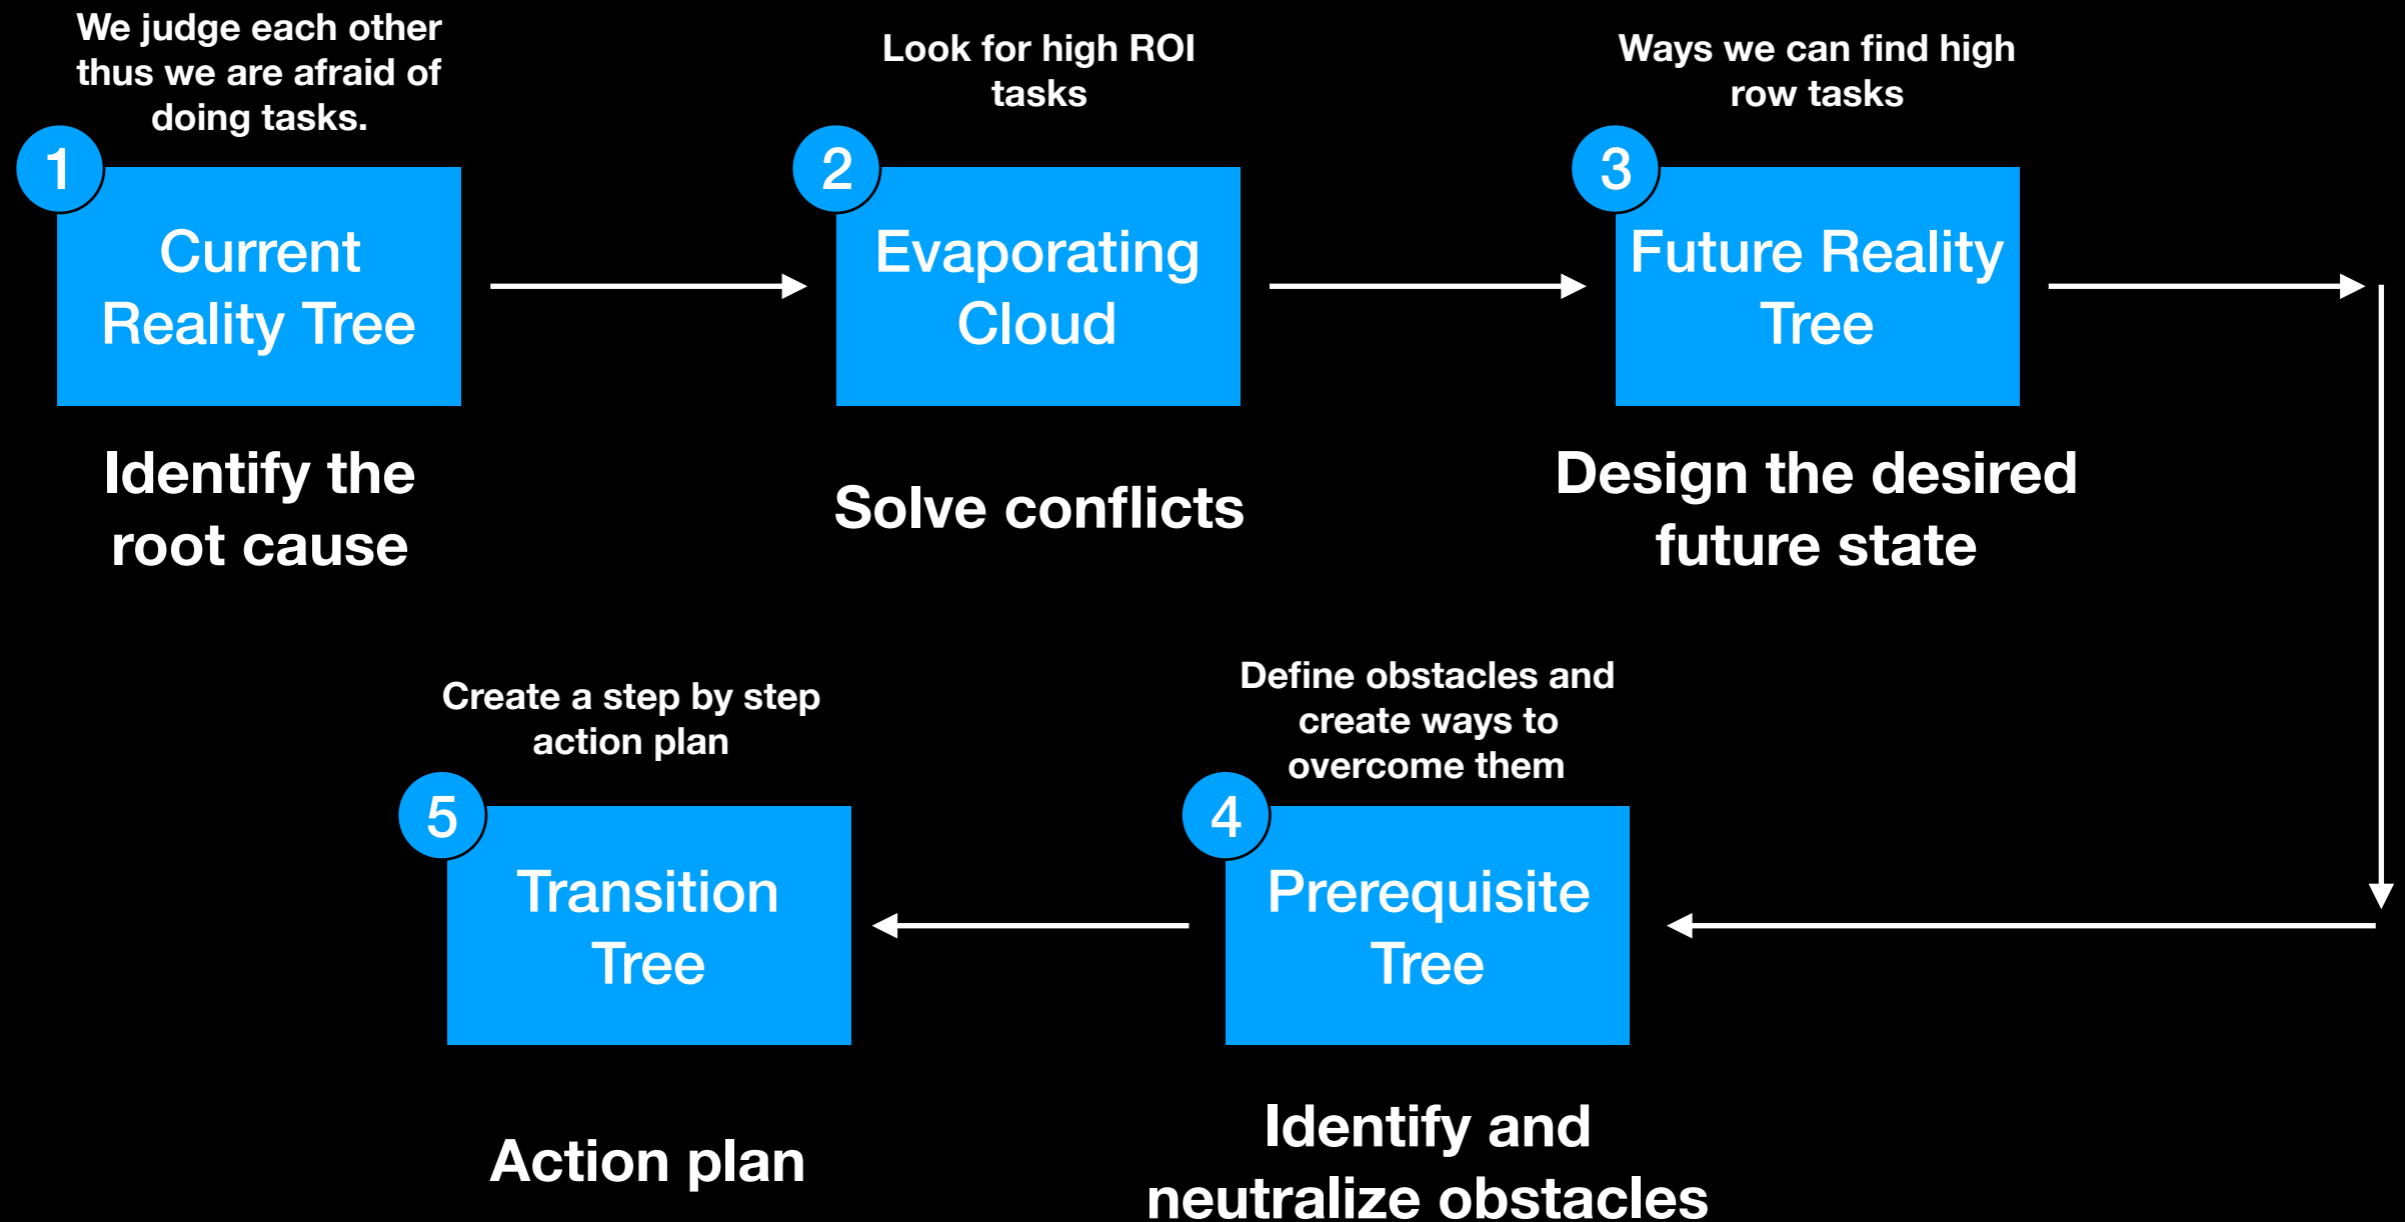 We judge each other
thus we are afraid of
doing tasks.
1
Current
Reality Tree
Identify the
root cause
Look for high ROI
tasks
2
Evaporating
Cloud
Solve conflicts
Ways we can find high
row tasks
3
Future Reality
Tree
Design the desired
future state
Define obstacles and
create ways to
overcome them
4
Prerequisite
Tree
Identify and
neutralize obstacles
Create a step by step
action plan
5
Transition
Tree
Action plan